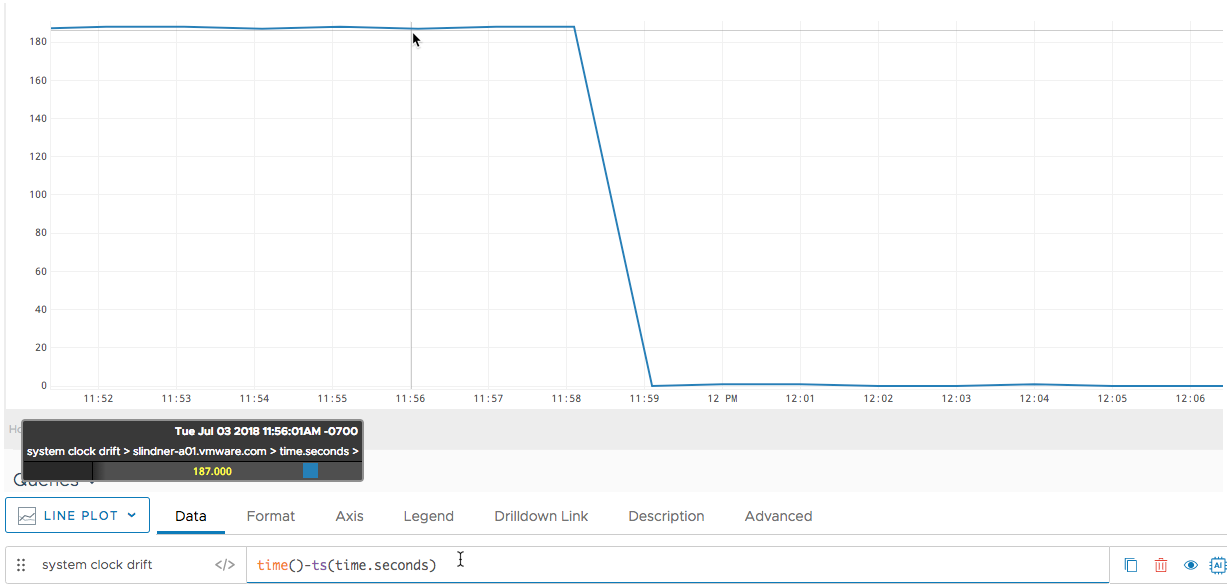 180
160
140
120
100
80
60
40
20
0
11:52 11:53 11:54 11:55 11:56 11:57 11:58 11:59 12 PM 12:01 12:02 12:03 12:04 12:05 12:06
Tue Jul 03 2018 11:56:01AM -0700
system clock drift > slindner-a01.vmware.com > time.seconds >
187.000
Queries
LINE PLOT Data Format Axis Legend Drilldown Link Description Advanced
system clock drift </> time()-ts(time.seconds) AI